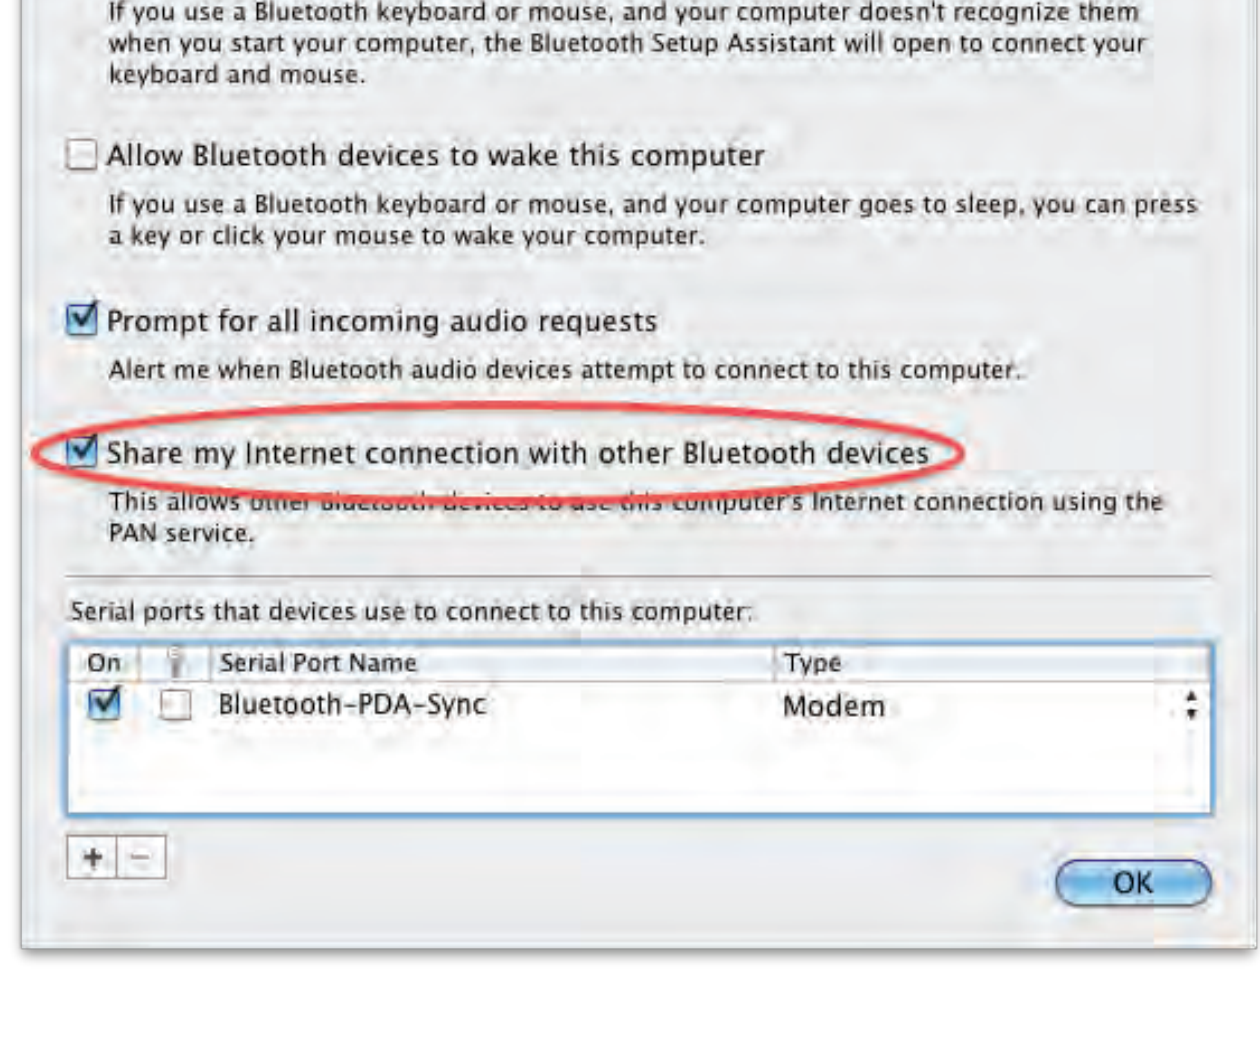 If you use a Bluetooth keyboard or mouse, and your computer doesn't recognize them
when you start your computer, the Bluetooth Setup Assistant will open to connect your
keyboard and mouse.
Allow Bluetooth devices to wake this computer
If you use a Bluetooth keyboard or mouse, and your computer goes to sleep, you can press
a key or click your mouse to wake your computer.
Prompt for all incoming audio requests
Alert me when Bluetooth audio devices attempt to connect to this computer.
Share my Internet connection with other Bluetooth devices
This allows other Bluetooth devices to use this computer's Internet connection using the
PAN service.
Serial ports that devices use to connect to this computer:
On Serial Port Name Type
Bluetooth-PDA-Sync Modem
+ −
OK